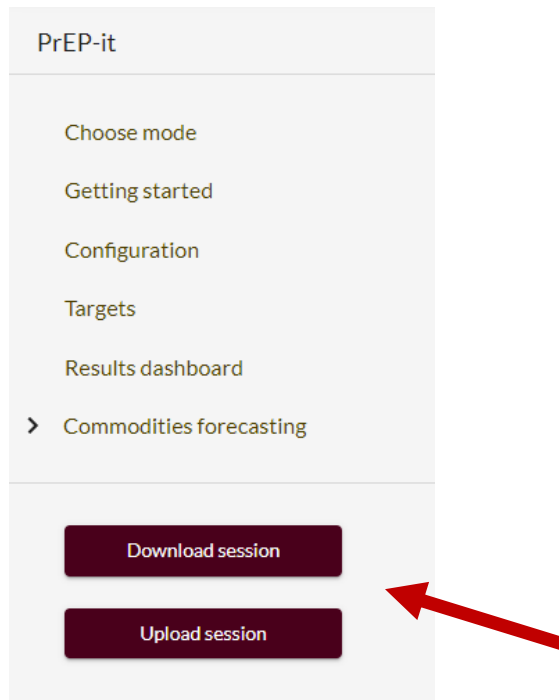 PrEP-it
Choose mode
Getting started
Configuration
Targets
Results dashboard
Commodities forecasting
Download session
Upload session